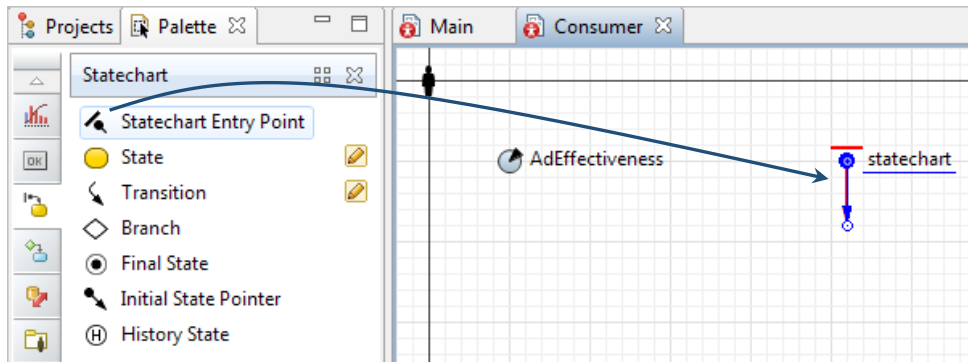 Projects
Palette
Main
Consumer
Statechart
Statechart Entry Point
State
Transition
Branch
Final State
Initial State Pointer
H
History State
OK
AdEffectiveness
statechart